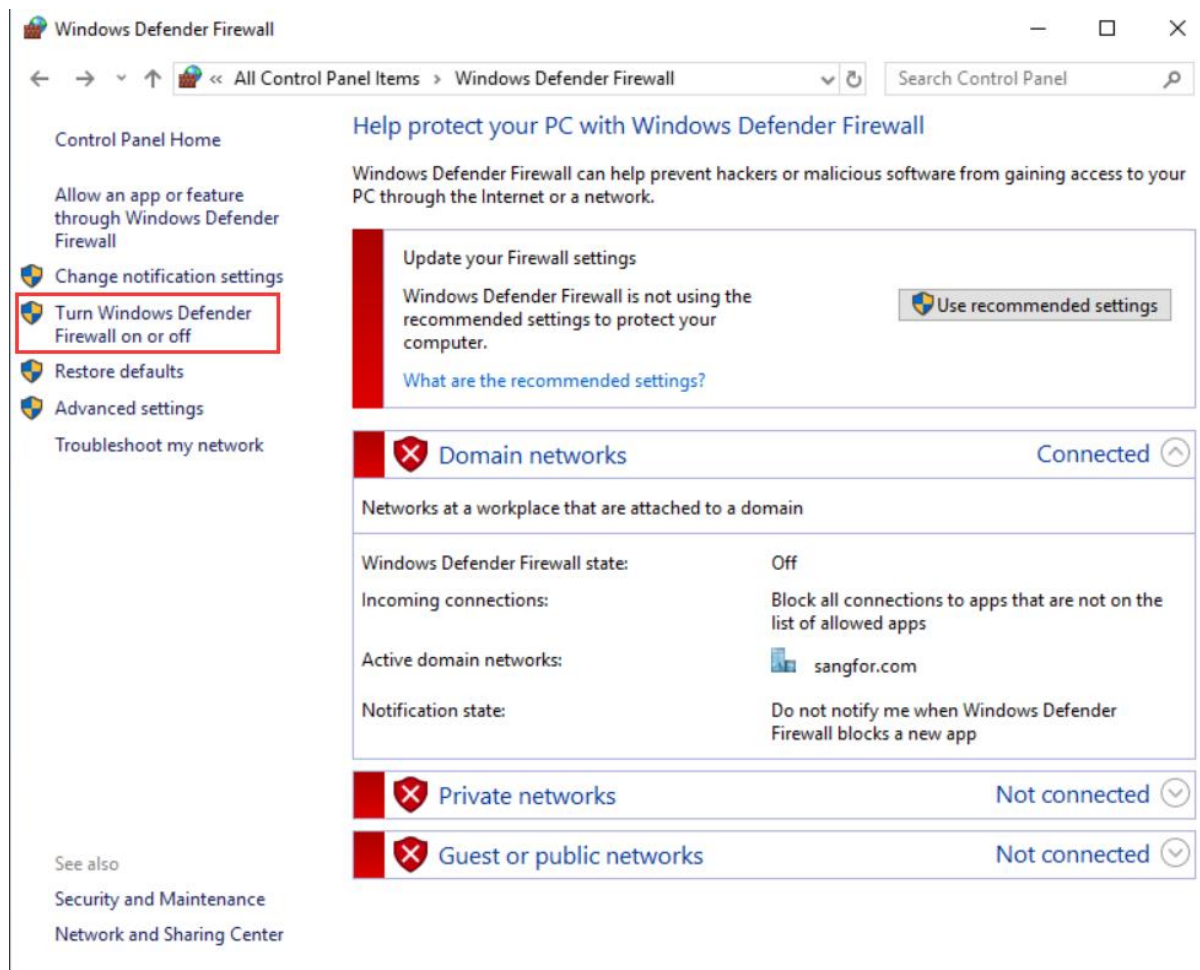 Windows Defender Firewall
« All Control Panel Items › Windows Defender Firewall
Search Control Panel
Control Panel Home
Allow an app or feature
through Windows Defender
Firewall
Change notification settings
Turn Windows Defender
Firewall on or off
Restore defaults
Advanced settings
Troubleshoot my network
See also
Security and Maintenance
Network and Sharing Center
Help protect your PC with Windows Defender Firewall
Windows Defender Firewall can help prevent hackers or malicious software from gaining access to your
PC through the Internet or a network.
Update your Firewall settings
Windows Defender Firewall is not using the
recommended settings to protect your
computer.
What are the recommended settings?
Use recommended settings
Domain networks Connected
Networks at a workplace that are attached to a domain
Windows Defender Firewall state: Off
Incoming connections: Block all connections to apps that are not on the
list of allowed apps
Active domain networks: sangfor.com
Notification state: Do not notify me when Windows Defender
Firewall blocks a new app
Private networks Not connected
Guest or public networks Not connected